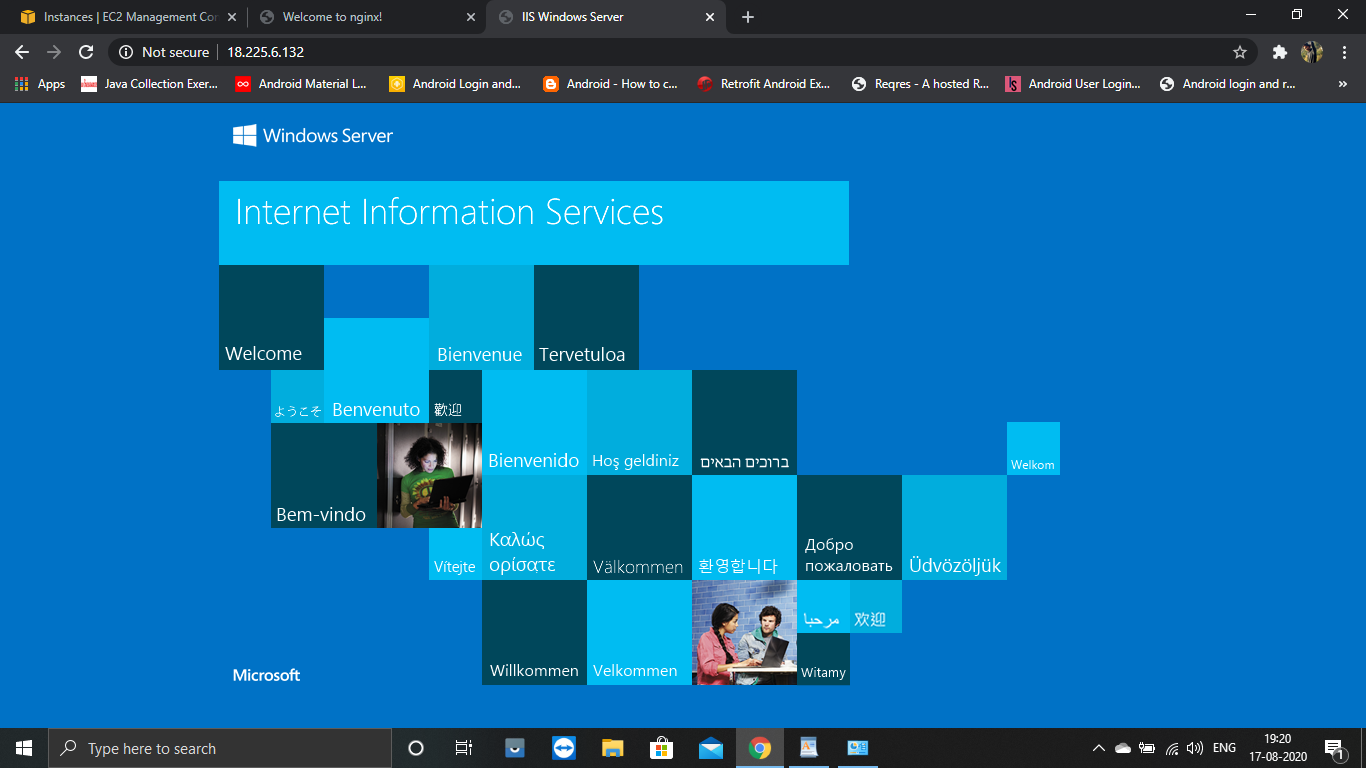 Instances | EC2 Management Con
Welcome to nginx!
IIS Windows Server
Not secure
18.225.6.132
Apps
Java Collection Exer...
Android Material L...
Android Login and...
Android - How to c...
Retrofit Android Ex...
Reqres - A hosted R...
Android User Login...
Android login and r...
»
Windows Server
Internet Information Services
Welcome
Bienvenue
Tervetuloa
ようこそ
Benvenuto
歡迎
Bienvenido
Hoş geldiniz
ברוכים הבאים
Welkom
Bem-vindo
Vítejte
Καλώς
ορίσατε
Välkommen
환영합니다
Добро
пожаловать
Üdvözöljük
مرحبا
欢迎
Willkommen
Velkommen
Witamy
Microsoft
Type here to search
ENG
19:20
17-08-2020
1